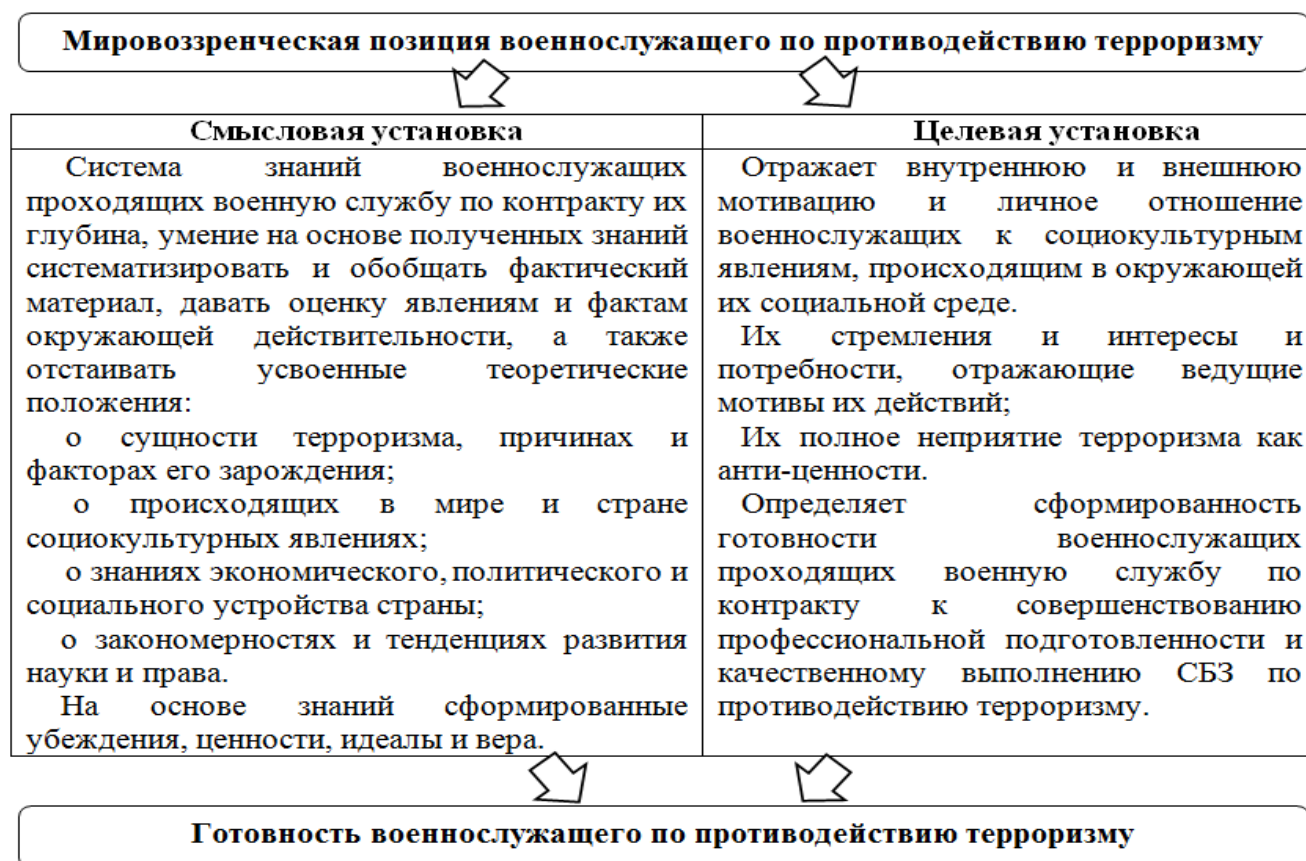 Мировоззренческая позиция военнослужащего по противодействию терроризму
Смысловая установка
Система знаний военнослужащих
проходящих военную службу по контракту их
глубина, умение на основе полученных знаний
систематизировать и обобщать фактический
материал, давать оценку явлениям и фактам
окружающей действительности, а также
отстаивать усвоенные теоретические
положения:
о сущности терроризма, причинах и
факторах его зарождения;
о происходящих в мире и стране
социокультурных явлениях;
о знаниях экономического, политического и
социального устройства страны;
о закономерностях и тенденциях развития
науки и права.
На основе знаний сформированные
убеждения, ценности, идеалы и вера.
Целевая установка
Отражает внутреннюю и внешнюю
мотивацию и личное отношение
военнослужащих к социокультурным
явлениям, происходящим в окружающей
их социальной среде.
Их стремления и интересы и
потребности, отражающие ведущие
мотивы их действий;
Их полное неприятие терроризма как
анти-ценности.
Определяет сформированность
готовности военнослужащих
проходящих военную службу по
контракту к совершенствованию
профессиональной подготовленности и
качественному выполнению СБЗ по
противодействию терроризму.
Готовность военнослужащего по противодействию терроризму